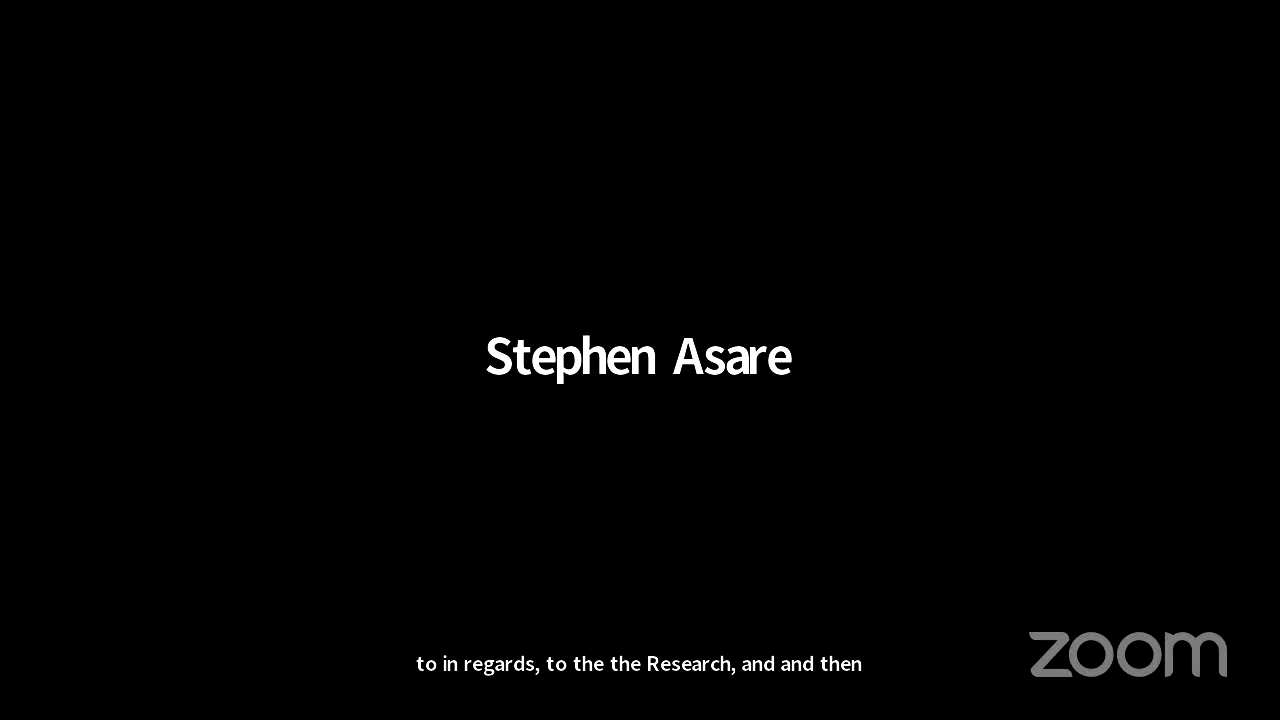 Stephen Asare
to in regards, to the the Research, and and then
zoom